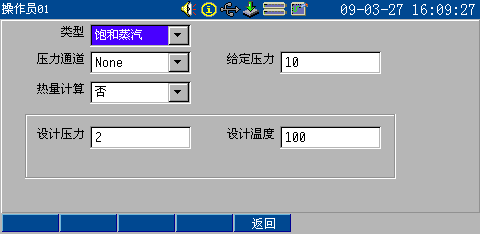 操作员01 09-03-27 16:09:27
类型 饱和蒸汽
压力通道 None 给定压力 10
热量计算 否
设计压力 2 设计温度 100
返回